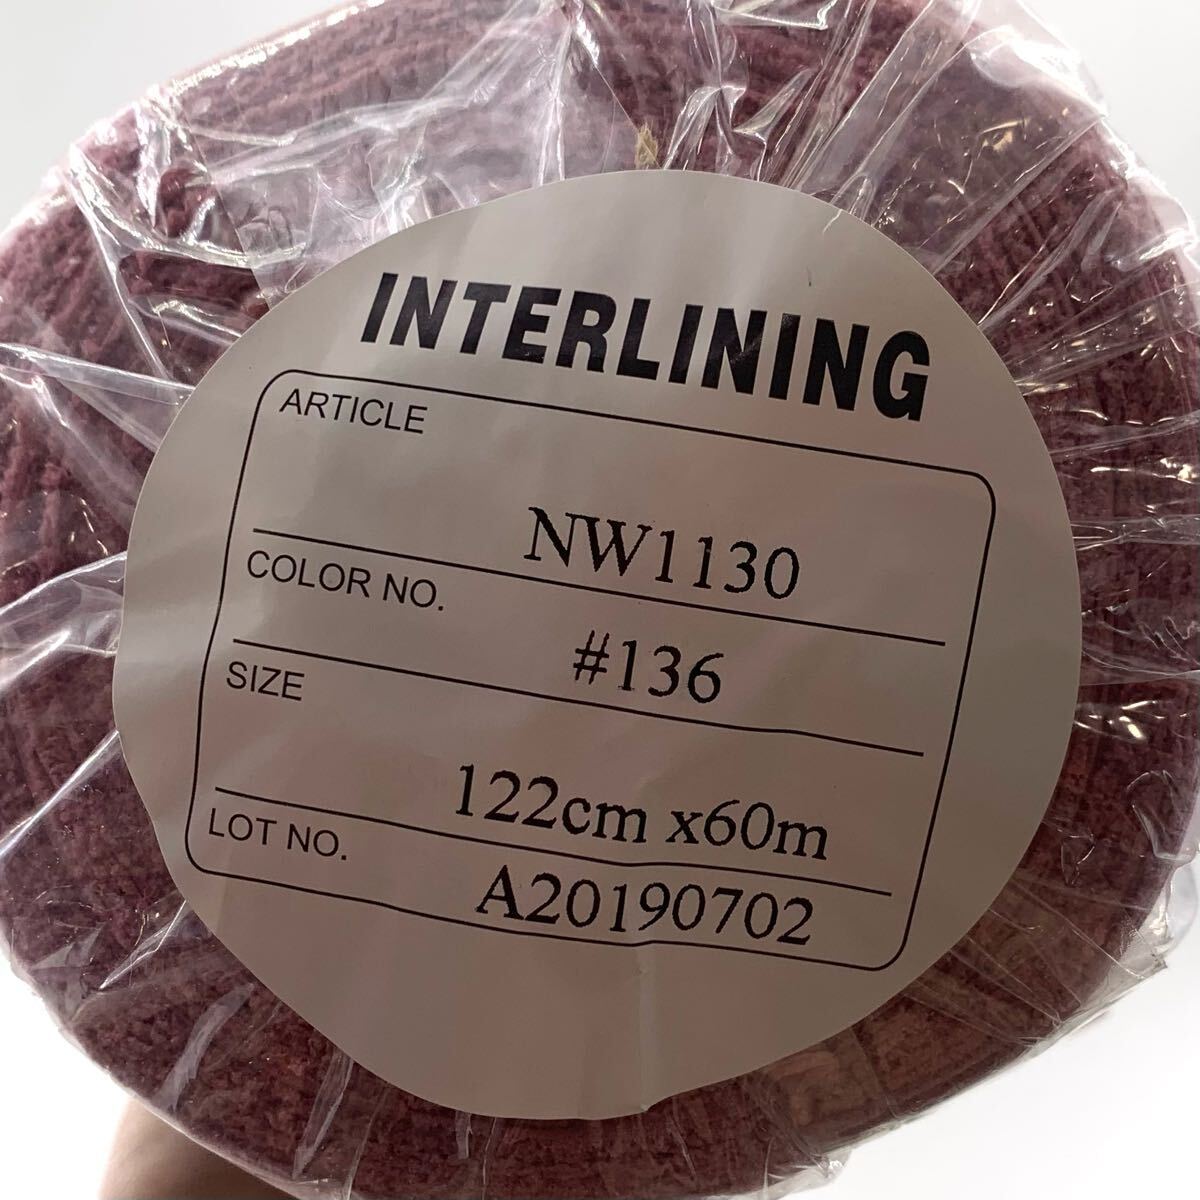 INTERLINING
ARTICLE
NW1130
COLOR NO.
#136
SIZE
122cm x60m
LOT NO.
A20190702